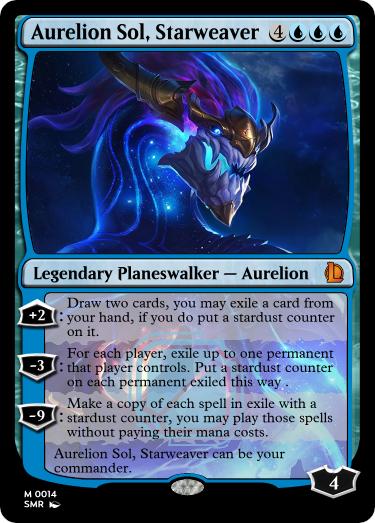 Aurelion Sol, Starweaver 4
Legendary Planeswalker — Aurelion
+2: Draw two cards, you may exile a card from
your hand, if you do put a stardust counter
on it.
-3: For each player, exile up to one permanent
that player controls. Put a stardust counter
on each permanent exiled this way .
-9: Make a copy of each spell in exile with a
stardust counter, you may play those spells
without paying their mana costs.
Aurelion Sol, Starweaver can be your
commander.
4
M 0014
SMR